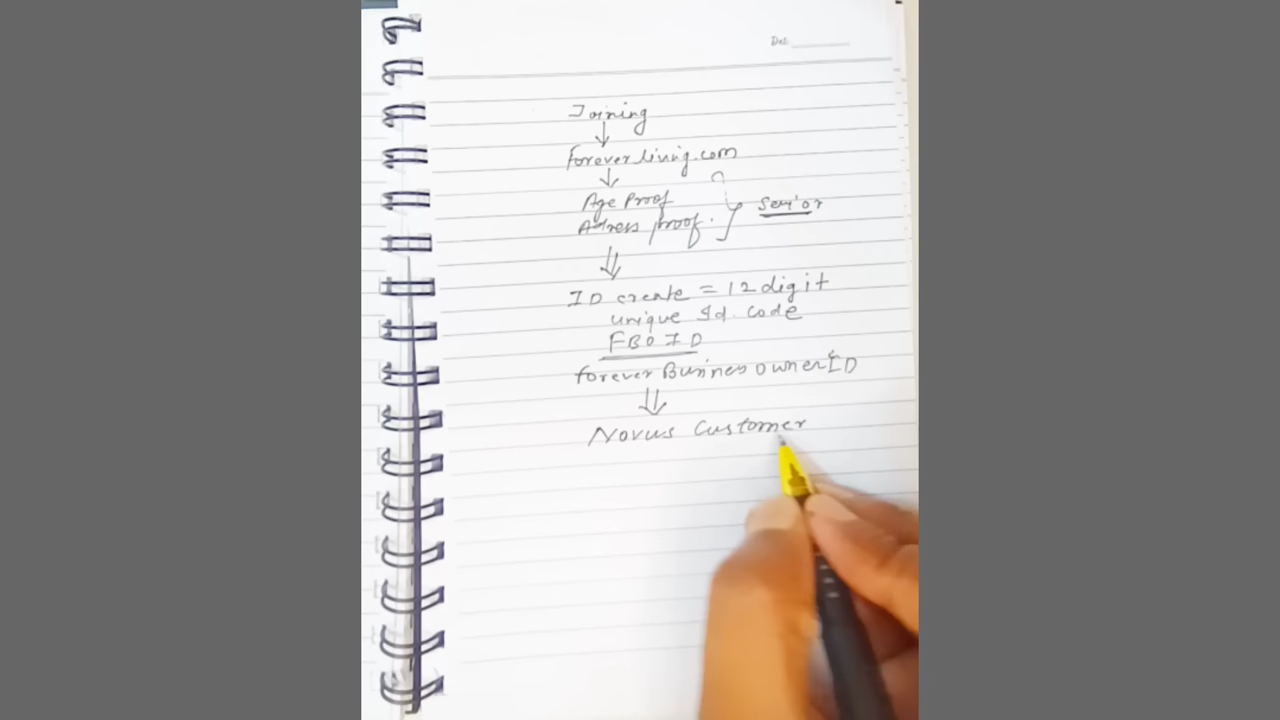 Date
Joining
foreverliving.com
Age Proof
Adress proof. Senior
ID create = 12 digit
unique Id. code
FBO ID
forever Business owner ID
Novus Customer